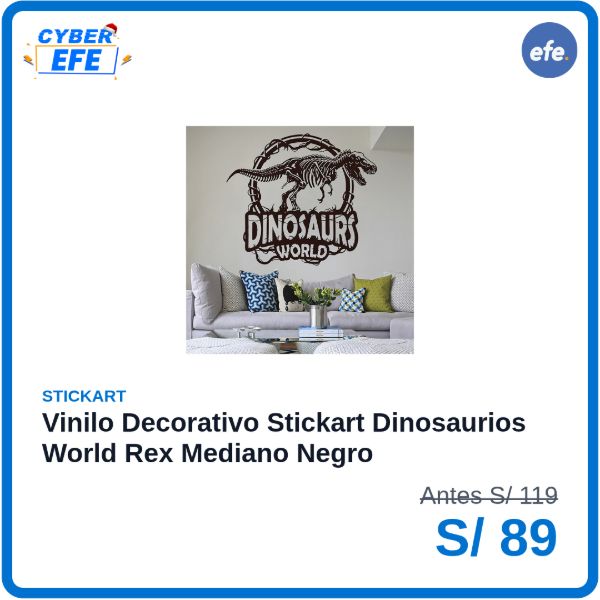 CYBER
EFE
efe.
DINOSAURS
WORLD
STICKART
Vinilo Decorativo Stickart Dinosaurios
World Rex Mediano Negro
Antes S/ 119
S/ 89